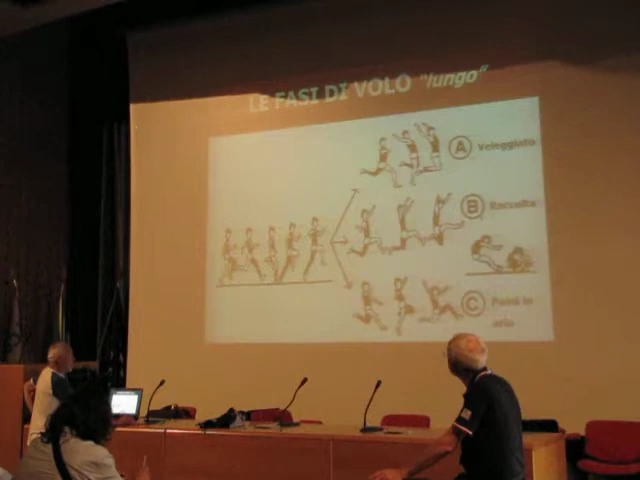 LE FASI DI VOLO "lungo"
A Veleggiato
B Raccolta
C Passi in
aria